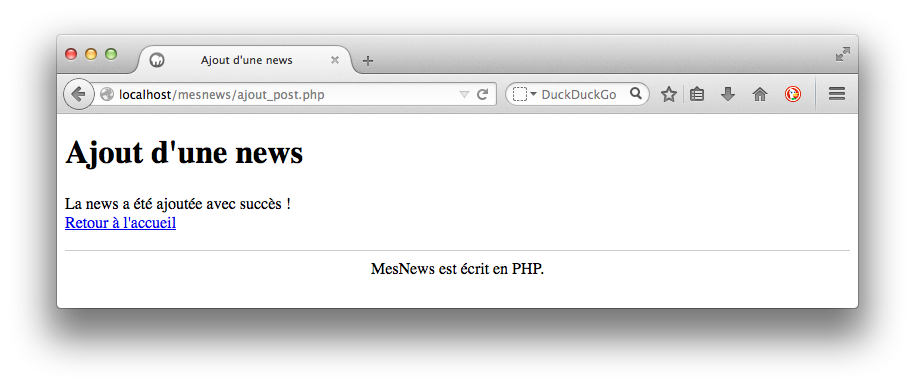 Ajout d'une news
localhost/mesnews/ajout_post.php
DuckDuckGo
Ajout d'une news
La news a été ajoutée avec succès !
Retour à l'accueil
MesNews est écrit en PHP.